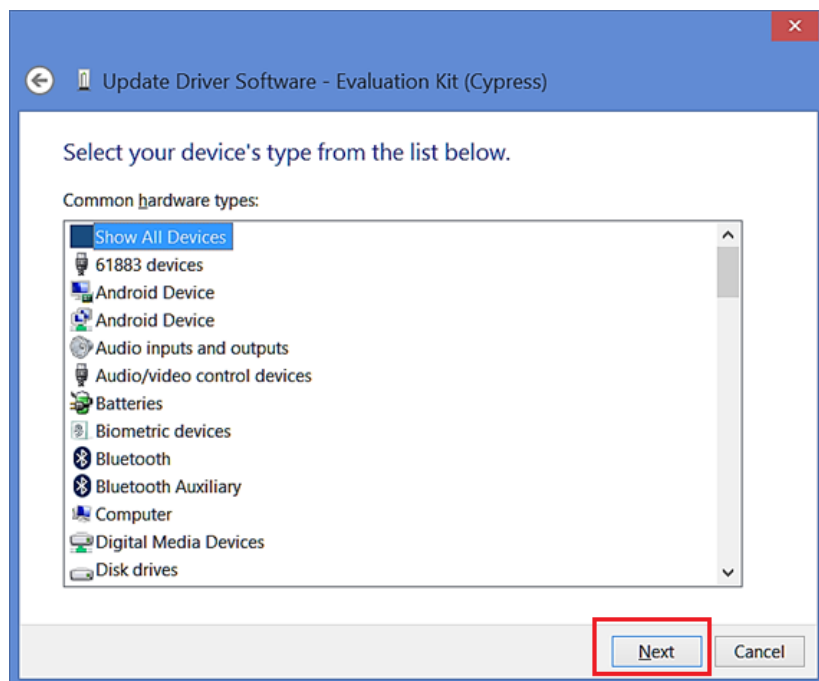 Update Driver Software - Evaluation Kit (Cypress)
Select your device's type from the list below.
Common hardware types:
Show All Devices
61883 devices
Android Device
Android Device
Audio inputs and outputs
Audio/video control devices
Batteries
Biometric devices
Bluetooth
Bluetooth Auxiliary
Computer
Digital Media Devices
Disk drives
Next Cancel